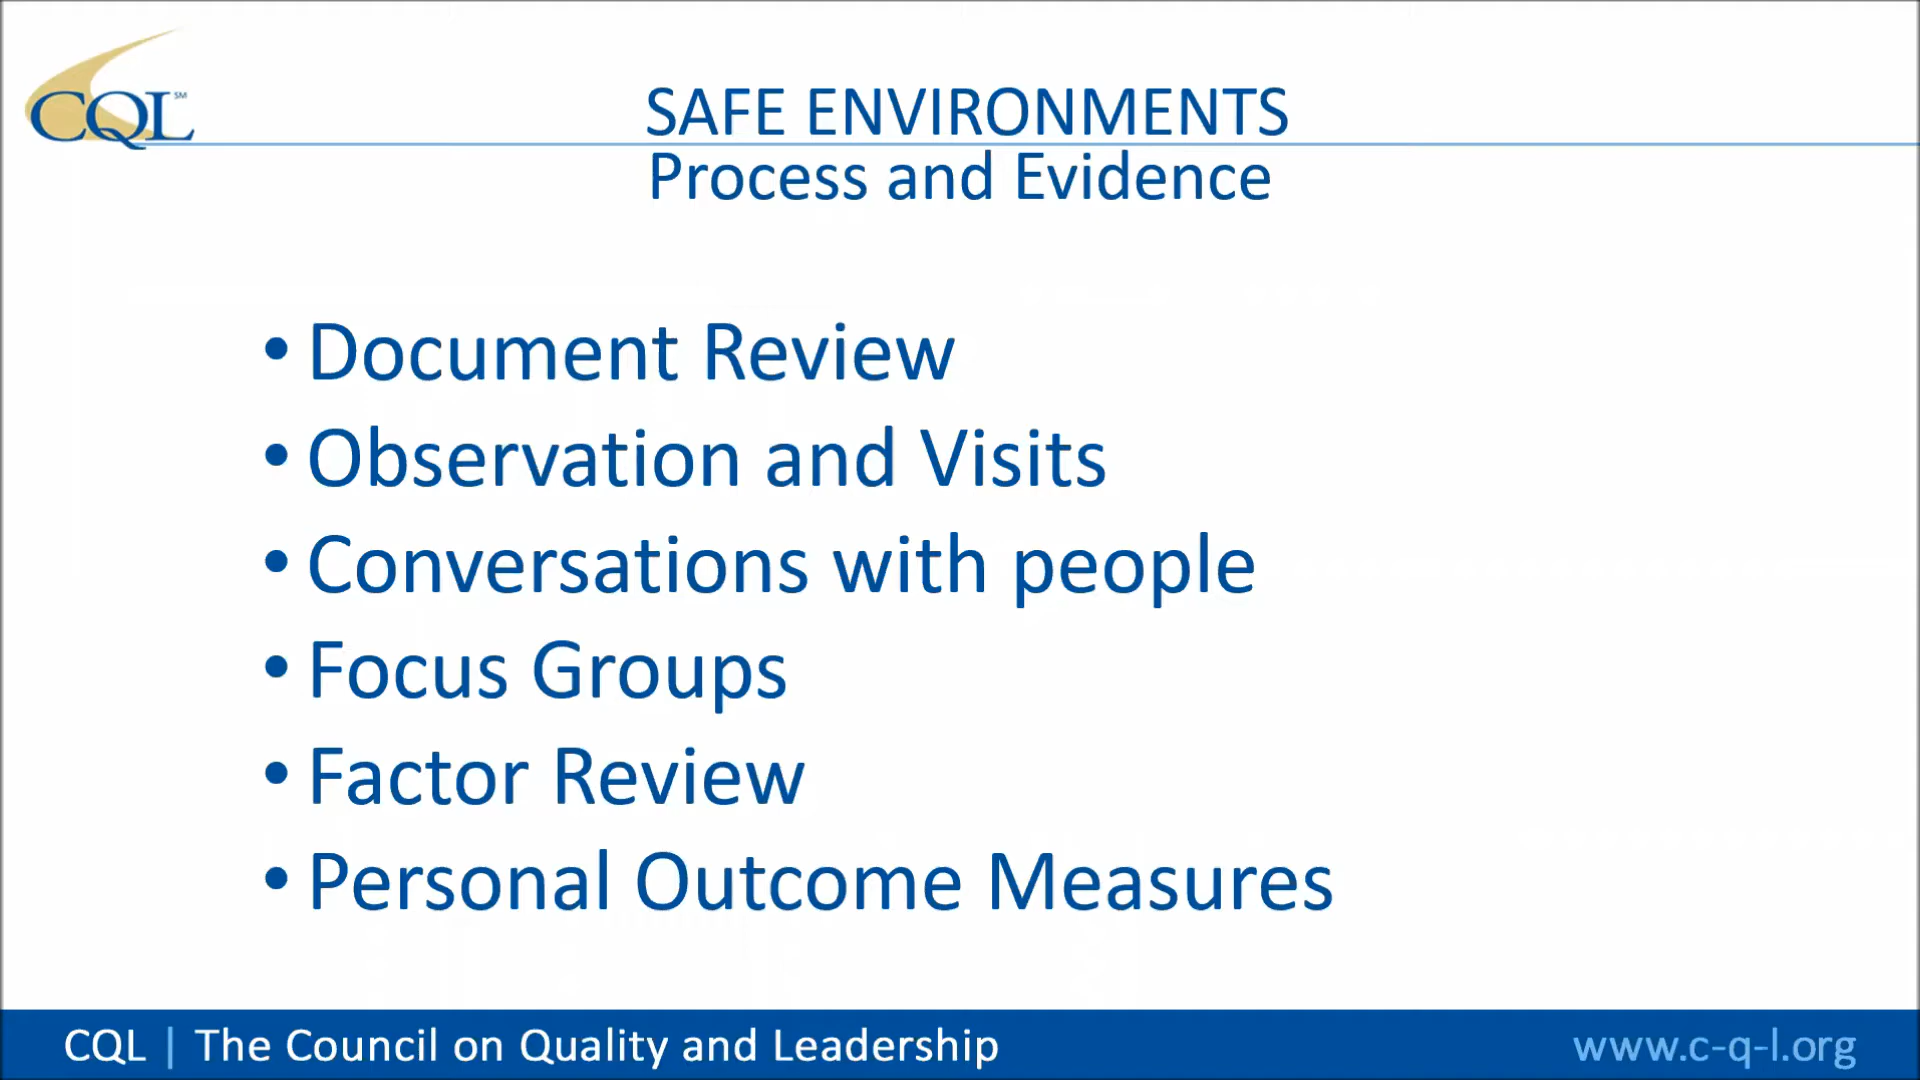 CQL SM
SAFE ENVIRONMENTS
Process and Evidence
• Document Review
• Observation and Visits
• Conversations with people
• Focus Groups
• Factor Review
• Personal Outcome Measures
CQL | The Council on Quality and Leadership
www.c-q-l.org